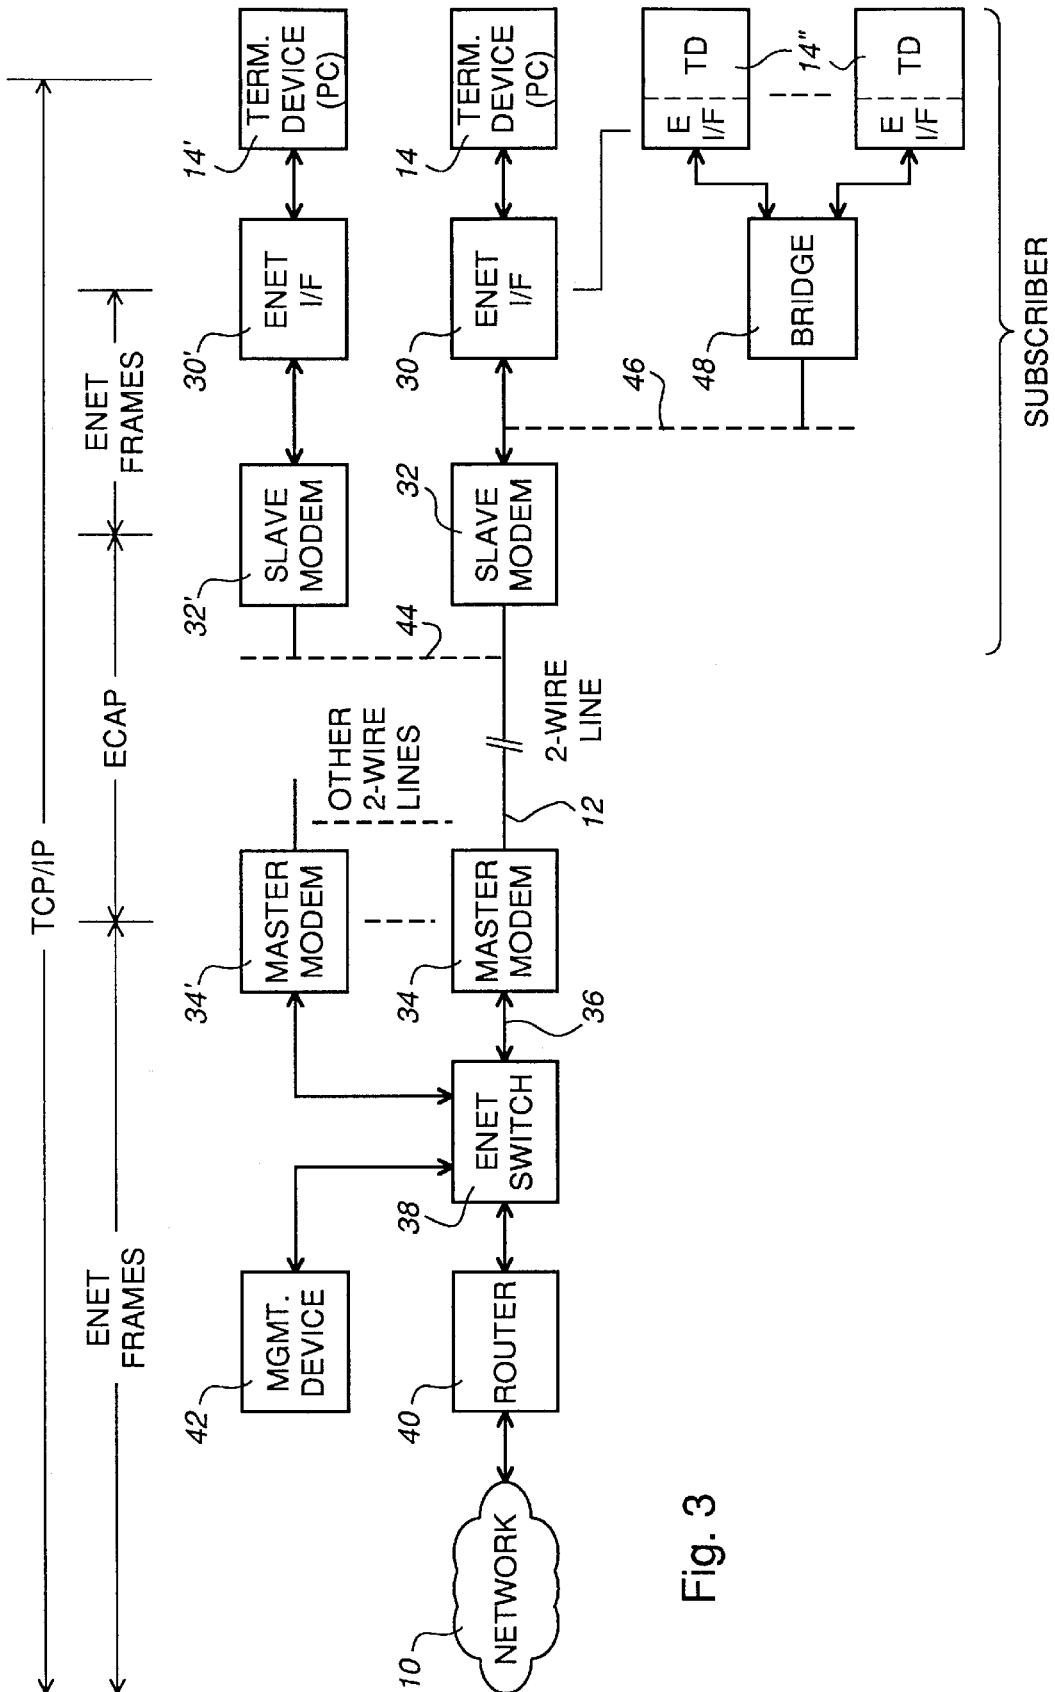 TCP/IP
ENET
FRAMES
ECAP
ENET
FRAMES
42
MGMT.
DEVICE
34'
MASTER
MODEM
OTHER
2-WIRE
LINES
32'
SLAVE
MODEM
30'
ENET
I/F
14'
TERM.
DEVICE
(PC)
10
NETWORK
40
ROUTER
38
ENET
SWITCH
36
34
MASTER
MODEM
12
2-WIRE
LINE
44
32
SLAVE
MODEM
30
ENET
I/F
14
TERM.
DEVICE
(PC)
46
48
BRIDGE
E
I/F
TD
14"
E
I/F
TD
SUBSCRIBER
Fig. 3